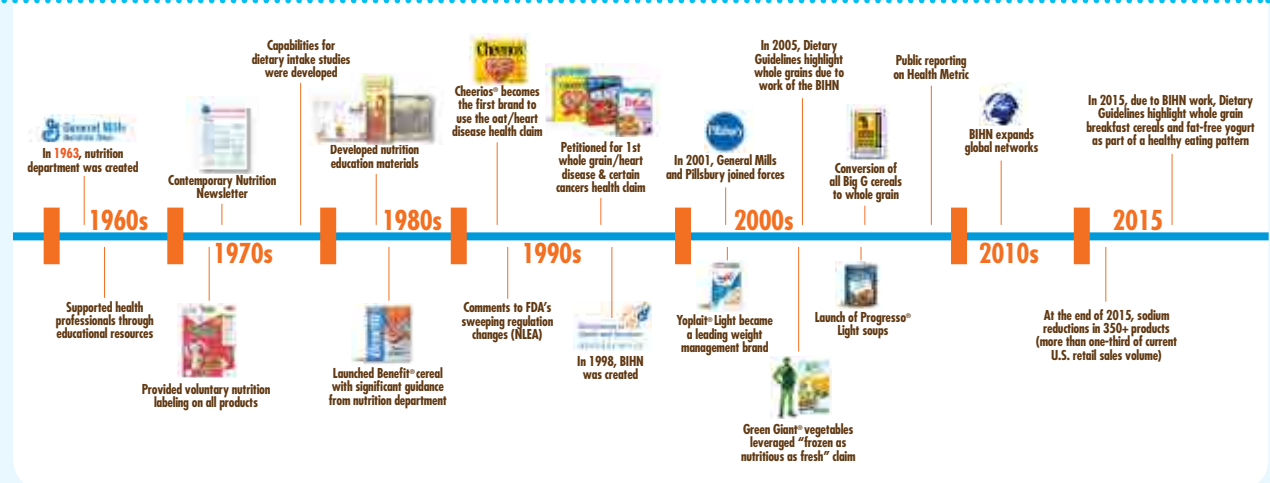 General Mills
In 1963, nutrition
department was created
1960s
Supported health
professionals through
educational resources
Contemporary Nutrition
Newsletter
1970s
Provided voluntary nutrition
labeling on all products
Capabilities for
dietary intake studies
were developed
Developed nutrition
education materials
1980s
Launched Benefit® cereal
with significant guidance
from nutrition department
Cheerios
Cheerios® becomes
the first brand to
use the oat/heart
disease health claim
1990s
Comments to FDA's
sweeping regulation
changes (NLEA)
Petitioned for 1st
whole grain/heart
disease & certain
cancers health claim
In 1998, BIHN
was created
Pillsbury
In 2001, General Mills
and Pillsbury joined forces
2000s
Yoplait® Light became
a leading weight
management brand
In 2005, Dietary
Guidelines highlight
whole grains due to
work of the BIHN
Green Giant® vegetables
leveraged "frozen as
nutritious as fresh" claim
Conversion of
all Big G cereals
to whole grain
Launch of Progresso®
Light soups
Public reporting
on Health Metric
BIHN expands
global networks
2010s
2015
In 2015, due to BIHN work, Dietary
Guidelines highlight whole grain
breakfast cereals and fat-free yogurt
as part of a healthy eating pattern
At the end of 2015, sodium
reductions in 350+ products
(more than one-third of current
U.S. retail sales volume)